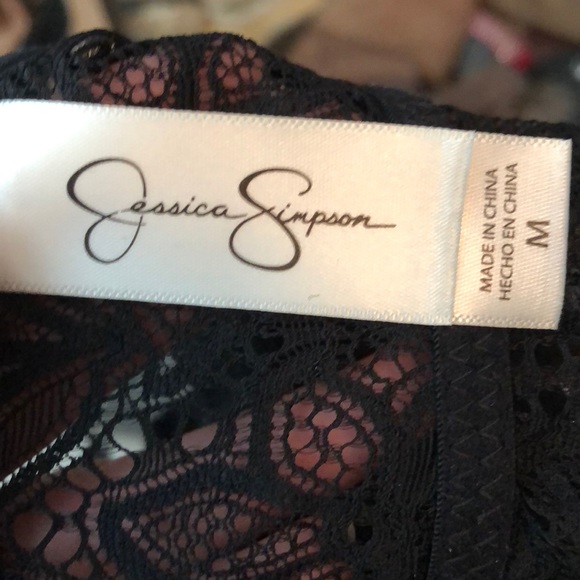 Jessica Simpson
MADE IN CHINA
HECHO EN CHINA
M